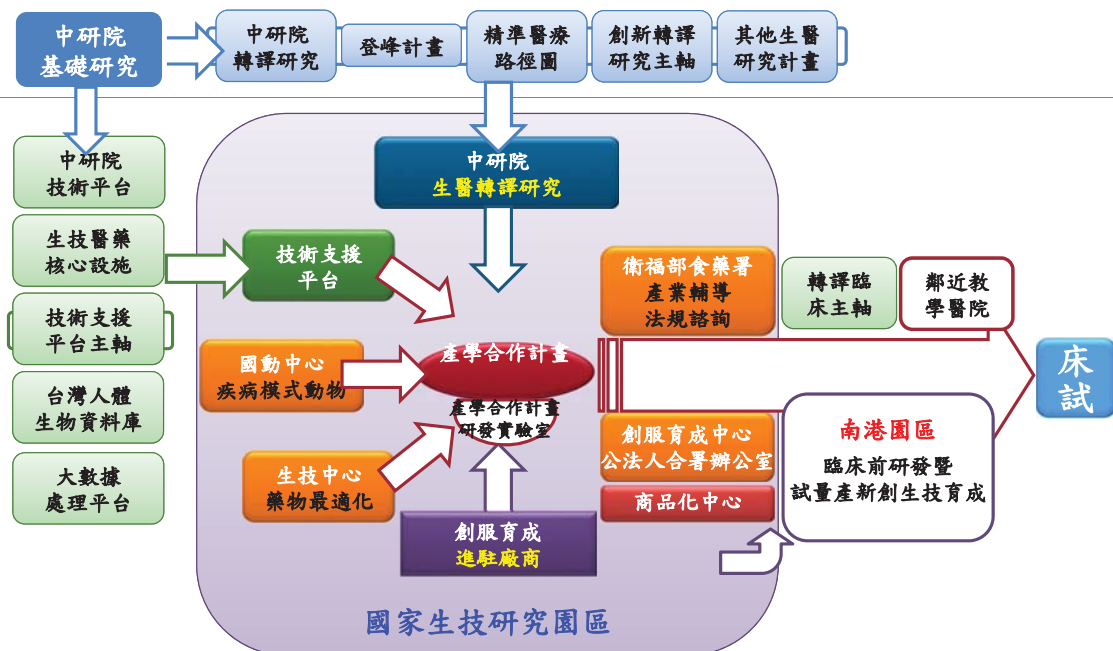 中研院
基礎研究
中研院
轉譯研究
登峰計畫
精準醫療
路徑圖
創新轉譯
研究主軸
其他生醫
研究計畫
中研院
技術平台
生技醫藥
核心設施
技術支援
平台主軸
台灣人體
生物資料庫
大數據
處理平台
中研院
生醫轉譯研究
技術支援
平台
國動中心
疾病模式動物
生技中心
藥物最適化
產學合作計畫
產學合作計畫
研發實驗室
創服育成
進駐廠商
衛福部食藥署
產業輔導
法規諮詢
創服育成中心
公法人合署辦公室
商品化中心
轉譯臨
床主軸
鄰近教
學醫院
南港園區
臨床前研發暨
試量產新創生技育成
床
試
國家生技研究園區